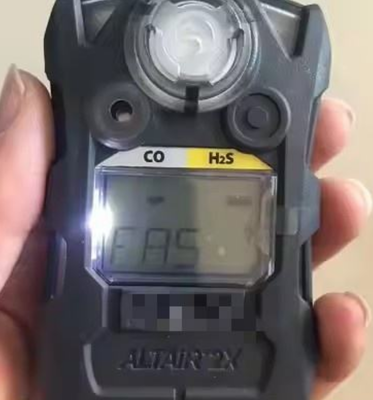 CO H2S
FAS
ALTAIR 2X